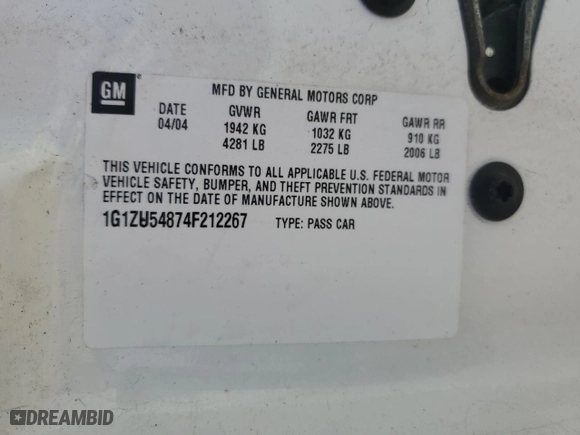 GM
MFD BY GENERAL MOTORS CORP
DATE GVWR GAWR FRT GAWR RR
04/04 1942 KG 1032 KG 910 KG
4281 LB 2275 LB 2006 LB
THIS VEHICLE CONFORMS TO ALL APPLICABLE U.S. FEDERAL MOTOR
VEHICLE SAFETY, BUMPER, AND THEFT PREVENTION STANDARDS IN
EFFECT ON THE DATE OF MANUFACTURE SHOWN ABOVE.
1G1ZU54874F212267 TYPE: PASS CAR
DREAMBID